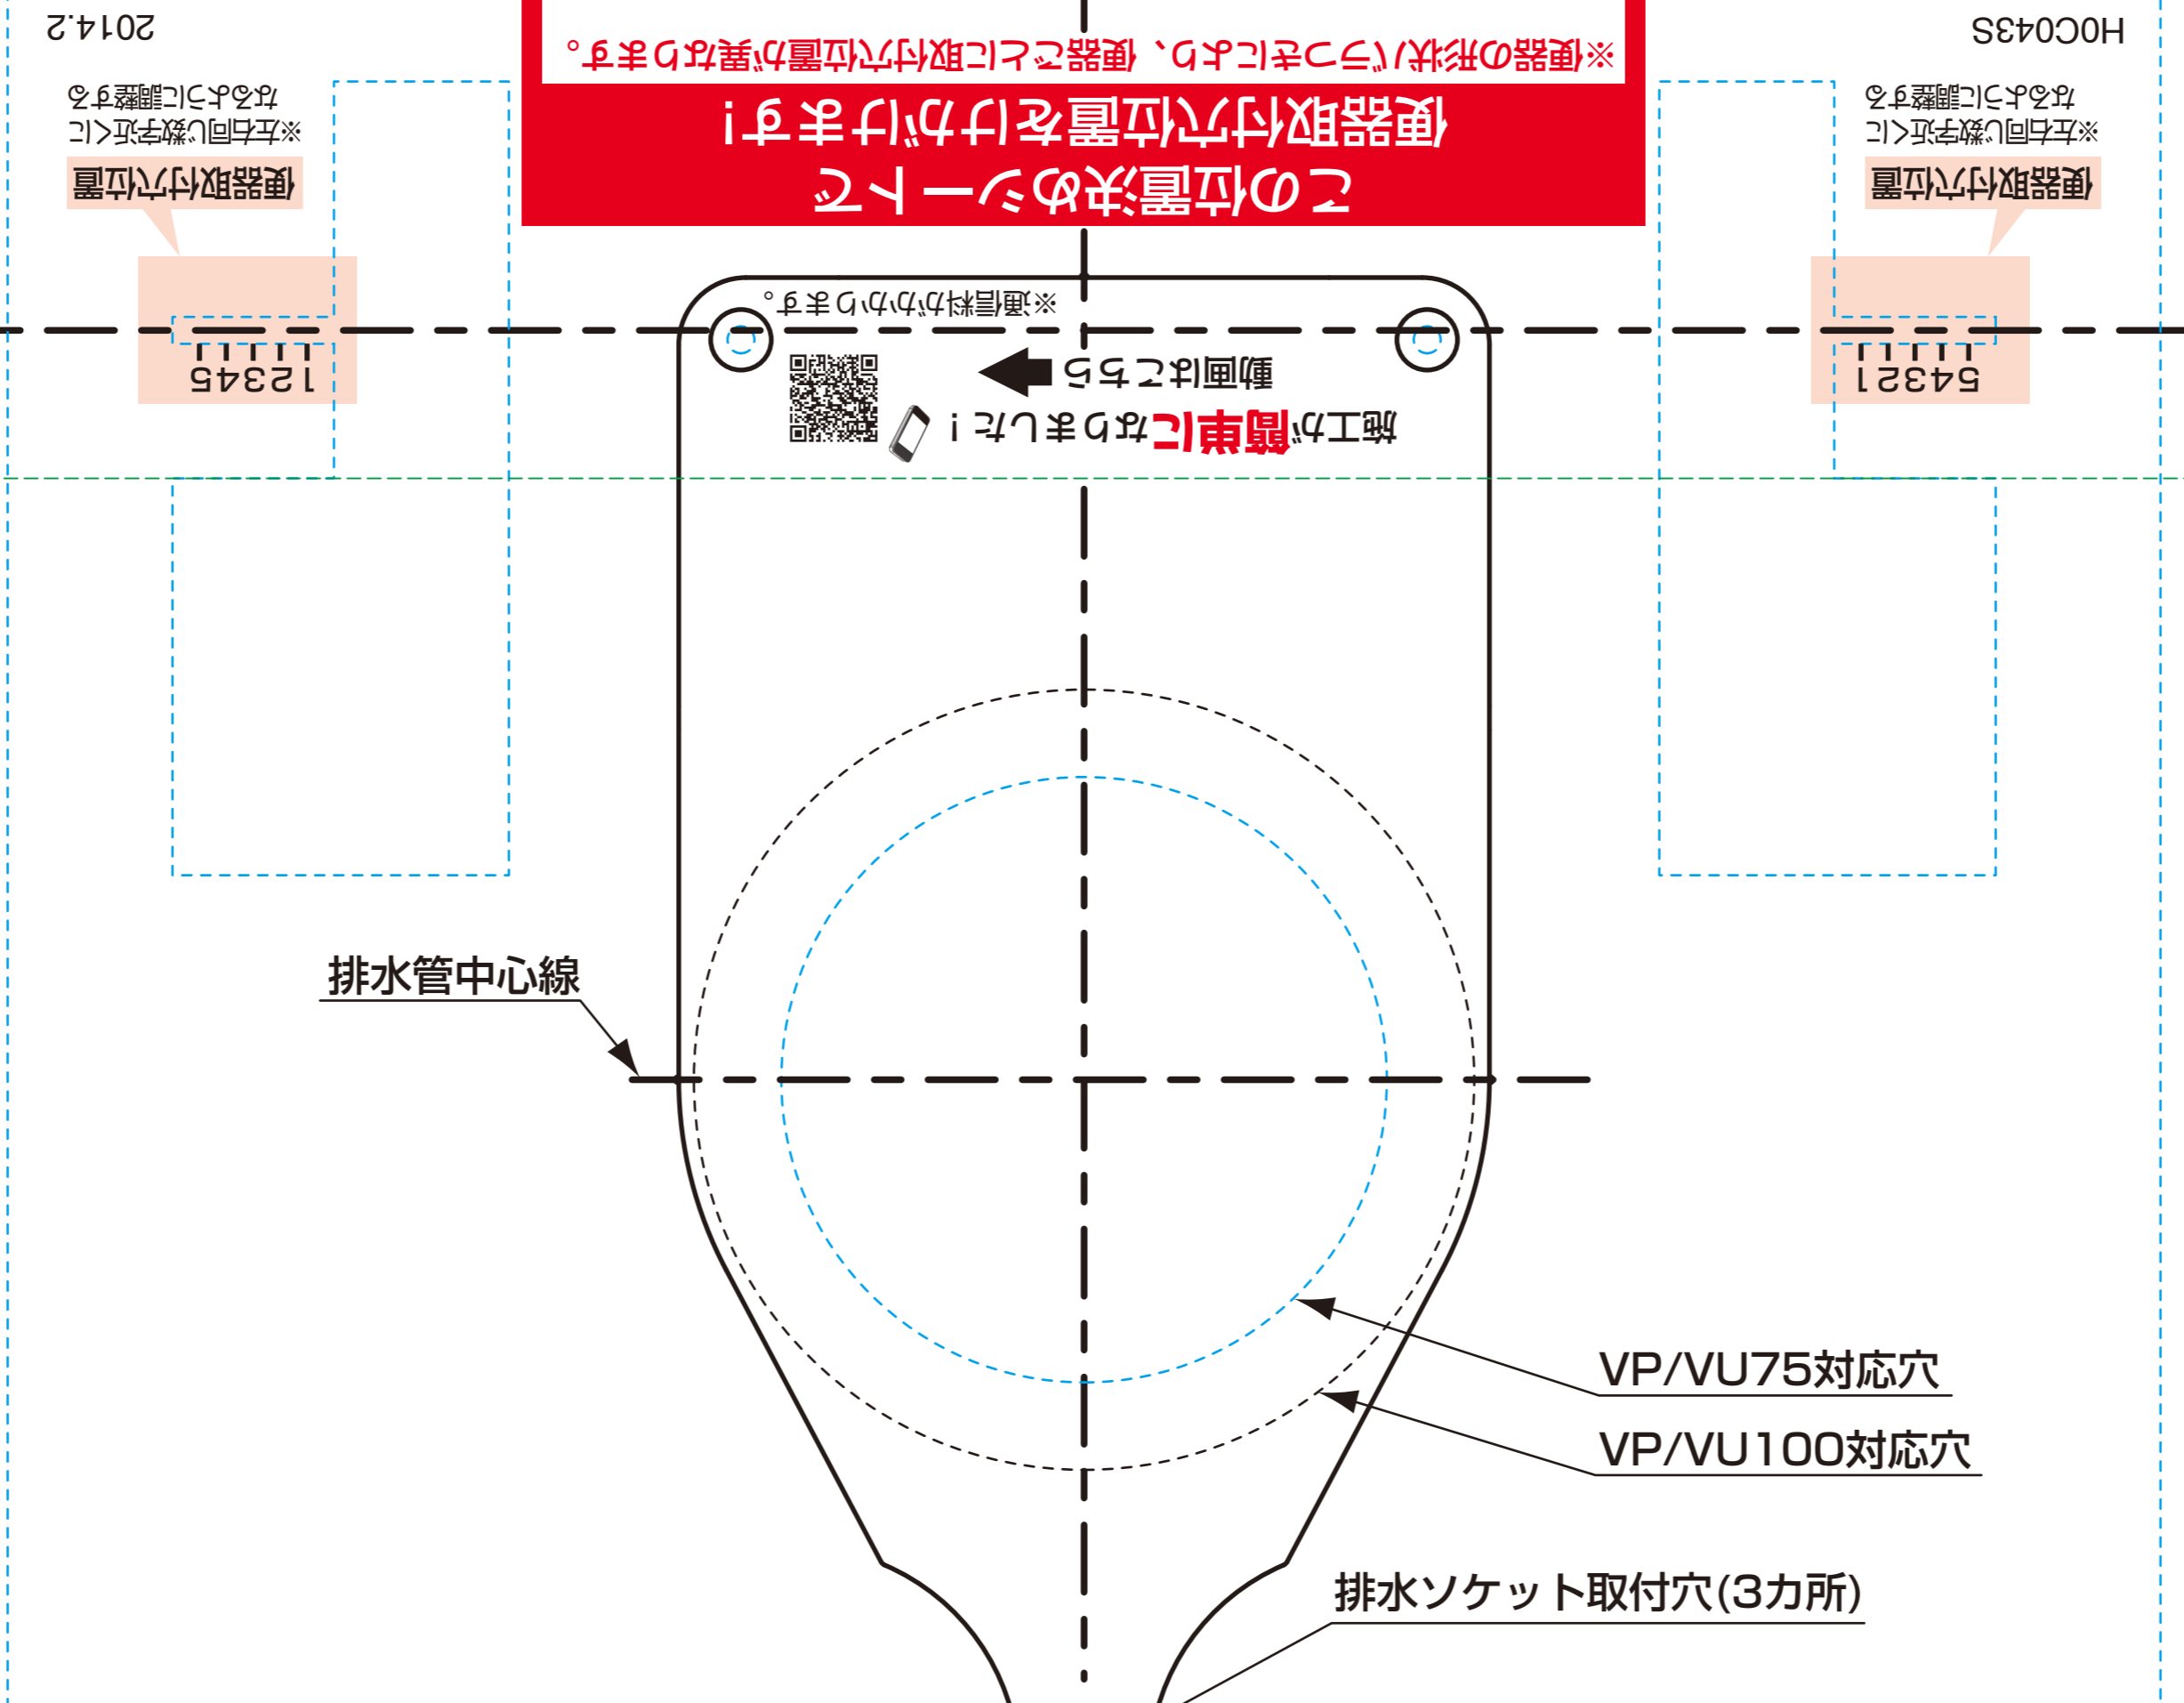 2014.2
H0C043S
※便器の形状バラつきにより、便器ごとに取付穴位置が異なります。
この位置決めシートで
便器取付穴位置をけがけます!
便器取付穴位置
※左右同じ数字近くに
なるように調整する
便器取付穴位置
※左右同じ数字近くに
なるように調整する
54321
12345
施工が簡単になりました!
動画はこちら
※通信料がかかります。
排水管中心線
VP/VU75対応穴
VP/VU100対応穴
排水ソケット取付穴(3カ所)